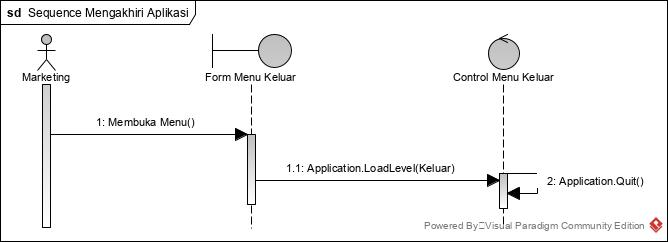 sd Sequence Mengakhiri Aplikasi
Marketing
Form Menu Keluar
Control Menu Keluar
1: Membuka Menu()
1.1: Application.LoadLevel(Keluar)
2: Application.Quit()
Powered By Visual Paradigm Community Edition